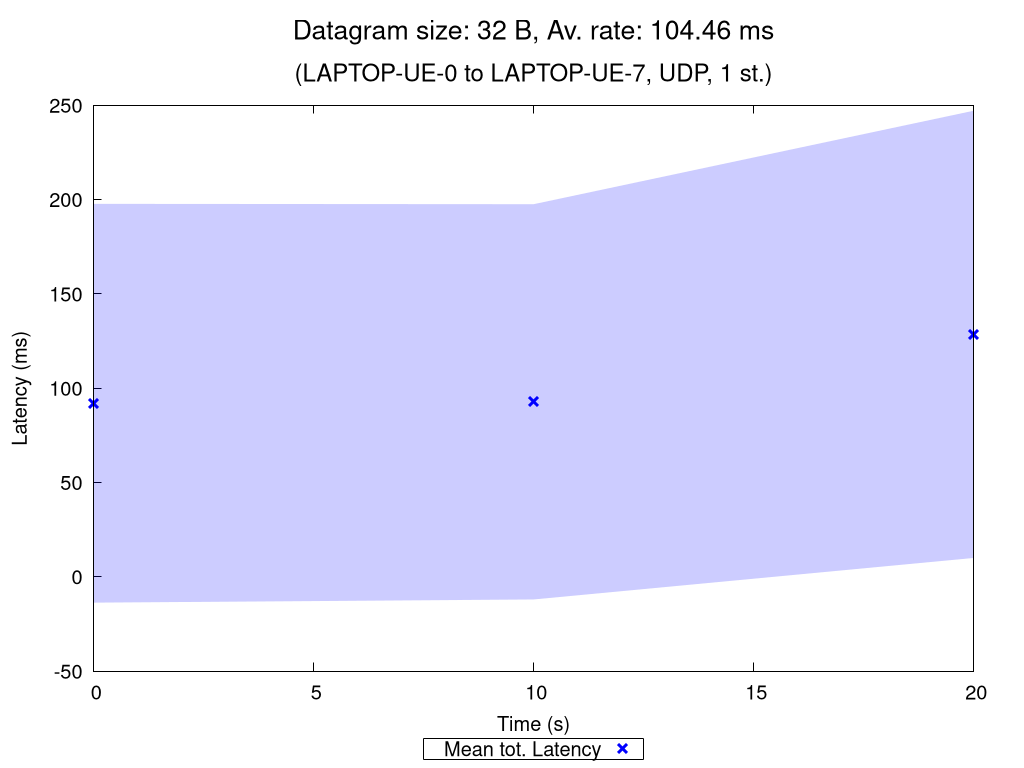 Datagram size: 32 B, Av. rate: 104.46 ms
(LAPTOP-UE-0 to LAPTOP-UE-7, UDP, 1 st.)
250
200
150
100
50
0
-50
Latency (ms)
0 5 10 15 20
Time (s)
Mean tot. Latency